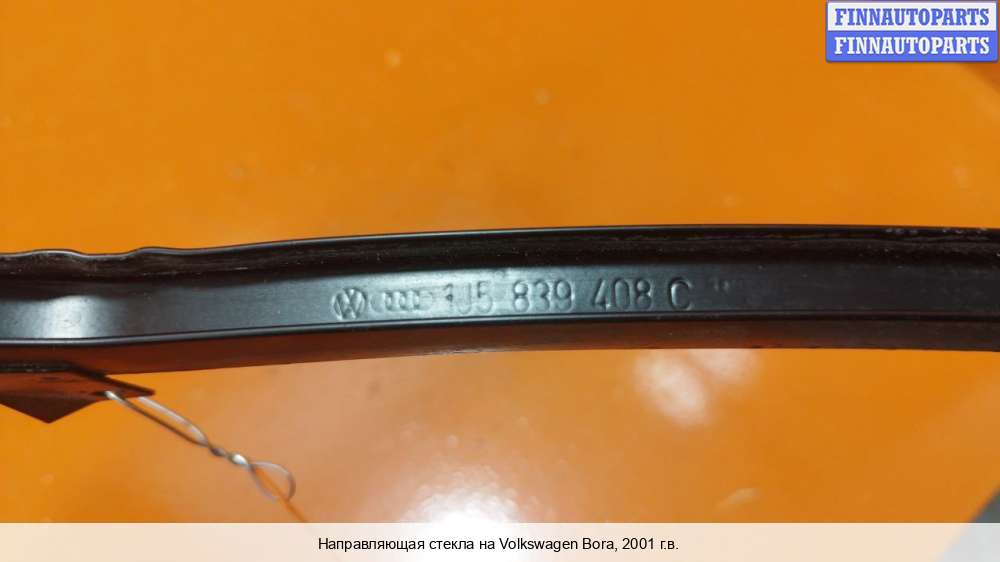 FINNAUTOPARTS
FINNAUTOPARTS
1J5 839 408 C
Направляющая стекла на Volkswagen Bora, 2001 г.в.